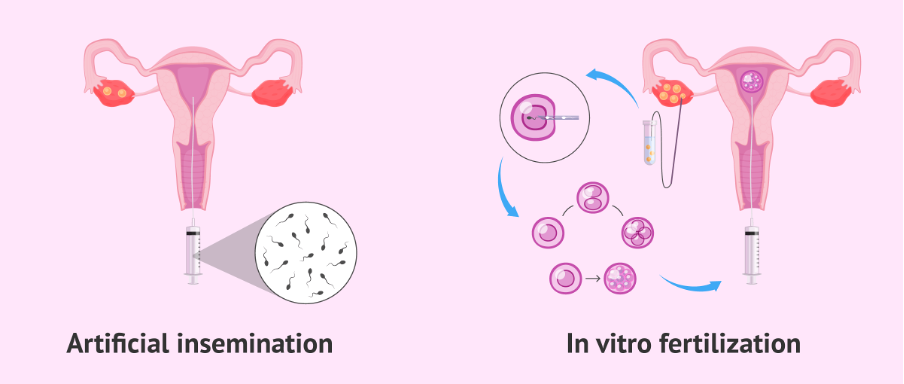 Artificial insemination
In vitro fertilization